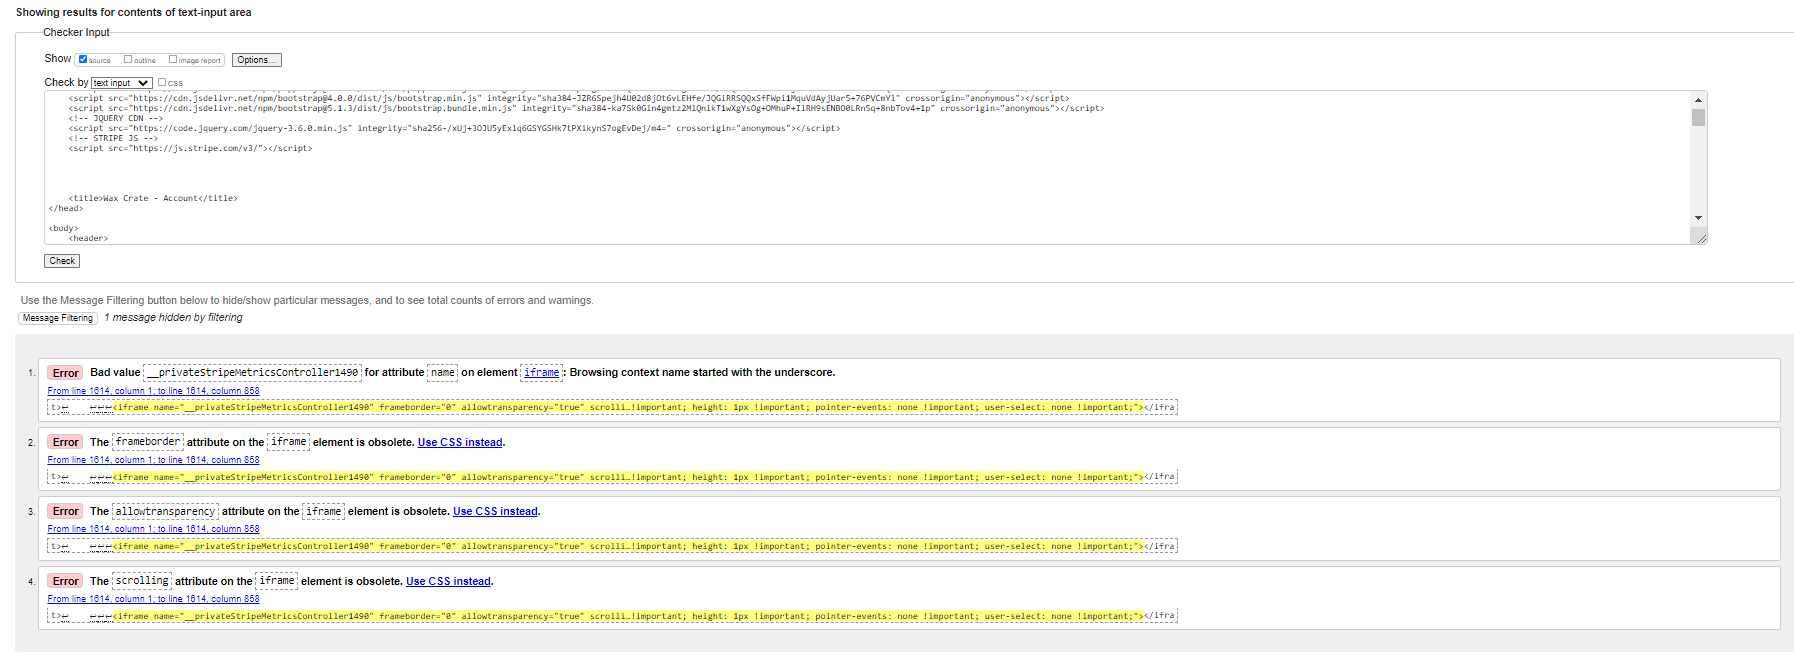 Showing results for contents of text-input area
Checker Input
Show source outline image report Options...
Check by text input css
<script src="https://cdn.jsdelivr.net/npm/bootstrap@4.0.0/dist/js/bootstrap.min.js" integrity="sha384-JZR6Spejh4U02d8jOt6vLEHfe/JQGiRRSQQxSfFWpi1MquVdAyjUar5+76PVCmYl" crossorigin="anonymous"></script>
<script src="https://cdn.jsdelivr.net/npm/bootstrap@5.1.3/dist/js/bootstrap.bundle.min.js" integrity="sha384-ka7Sk0Gln4gmtz2MlQnikT1wXgYsOg+OMhuP+IlRH9sENBO0LRn5q+8nbTov4+1p" crossorigin="anonymous"></script>
<!-- JQUERY CDN -->
<script src="https://code.jquery.com/jquery-3.6.0.min.js" integrity="sha256-/xUj+3OJU5yExlq6GSYGSHk7tPXikynS7ogEvDej/m4=" crossorigin="anonymous"></script>
<!-- STRIPE JS -->
<script src="https://js.stripe.com/v3/"></script>
<title>Wax Crate - Account</title>
</head>
<body>
<header>
Check
Use the Message Filtering button below to hide/show particular messages, and to see total counts of errors and warnings.
Message Filtering 1 message hidden by filtering
1. Error Bad value __privateStripeMetricsController1490 for attribute name on element iframe: Browsing context name started with the underscore.
From line 1614, column 1; to line 1614, column 858
t>↩ ↩↩↩<iframe name="__privateStripeMetricsController1490" frameborder="0" allowtransparency="true" scrolli…!important; height: 1px !important; pointer-events: none !important; user-select: none !important;"></ifra
2. Error The frameborder attribute on the iframe element is obsolete. Use CSS instead.
From line 1614, column 1; to line 1614, column 858
t>↩ ↩↩↩<iframe name="__privateStripeMetricsController1490" frameborder="0" allowtransparency="true" scrolli…!important; height: 1px !important; pointer-events: none !important; user-select: none !important;"></ifra
3. Error The allowtransparency attribute on the iframe element is obsolete. Use CSS instead.
From line 1614, column 1; to line 1614, column 858
t>↩ ↩↩↩<iframe name="__privateStripeMetricsController1490" frameborder="0" allowtransparency="true" scrolli…!important; height: 1px !important; pointer-events: none !important; user-select: none !important;"></ifra
4. Error The scrolling attribute on the iframe element is obsolete. Use CSS instead.
From line 1614, column 1; to line 1614, column 858
t>↩ ↩↩↩<iframe name="__privateStripeMetricsController1490" frameborder="0" allowtransparency="true" scrolli…!important; height: 1px !important; pointer-events: none !important; user-select: none !important;"></ifra